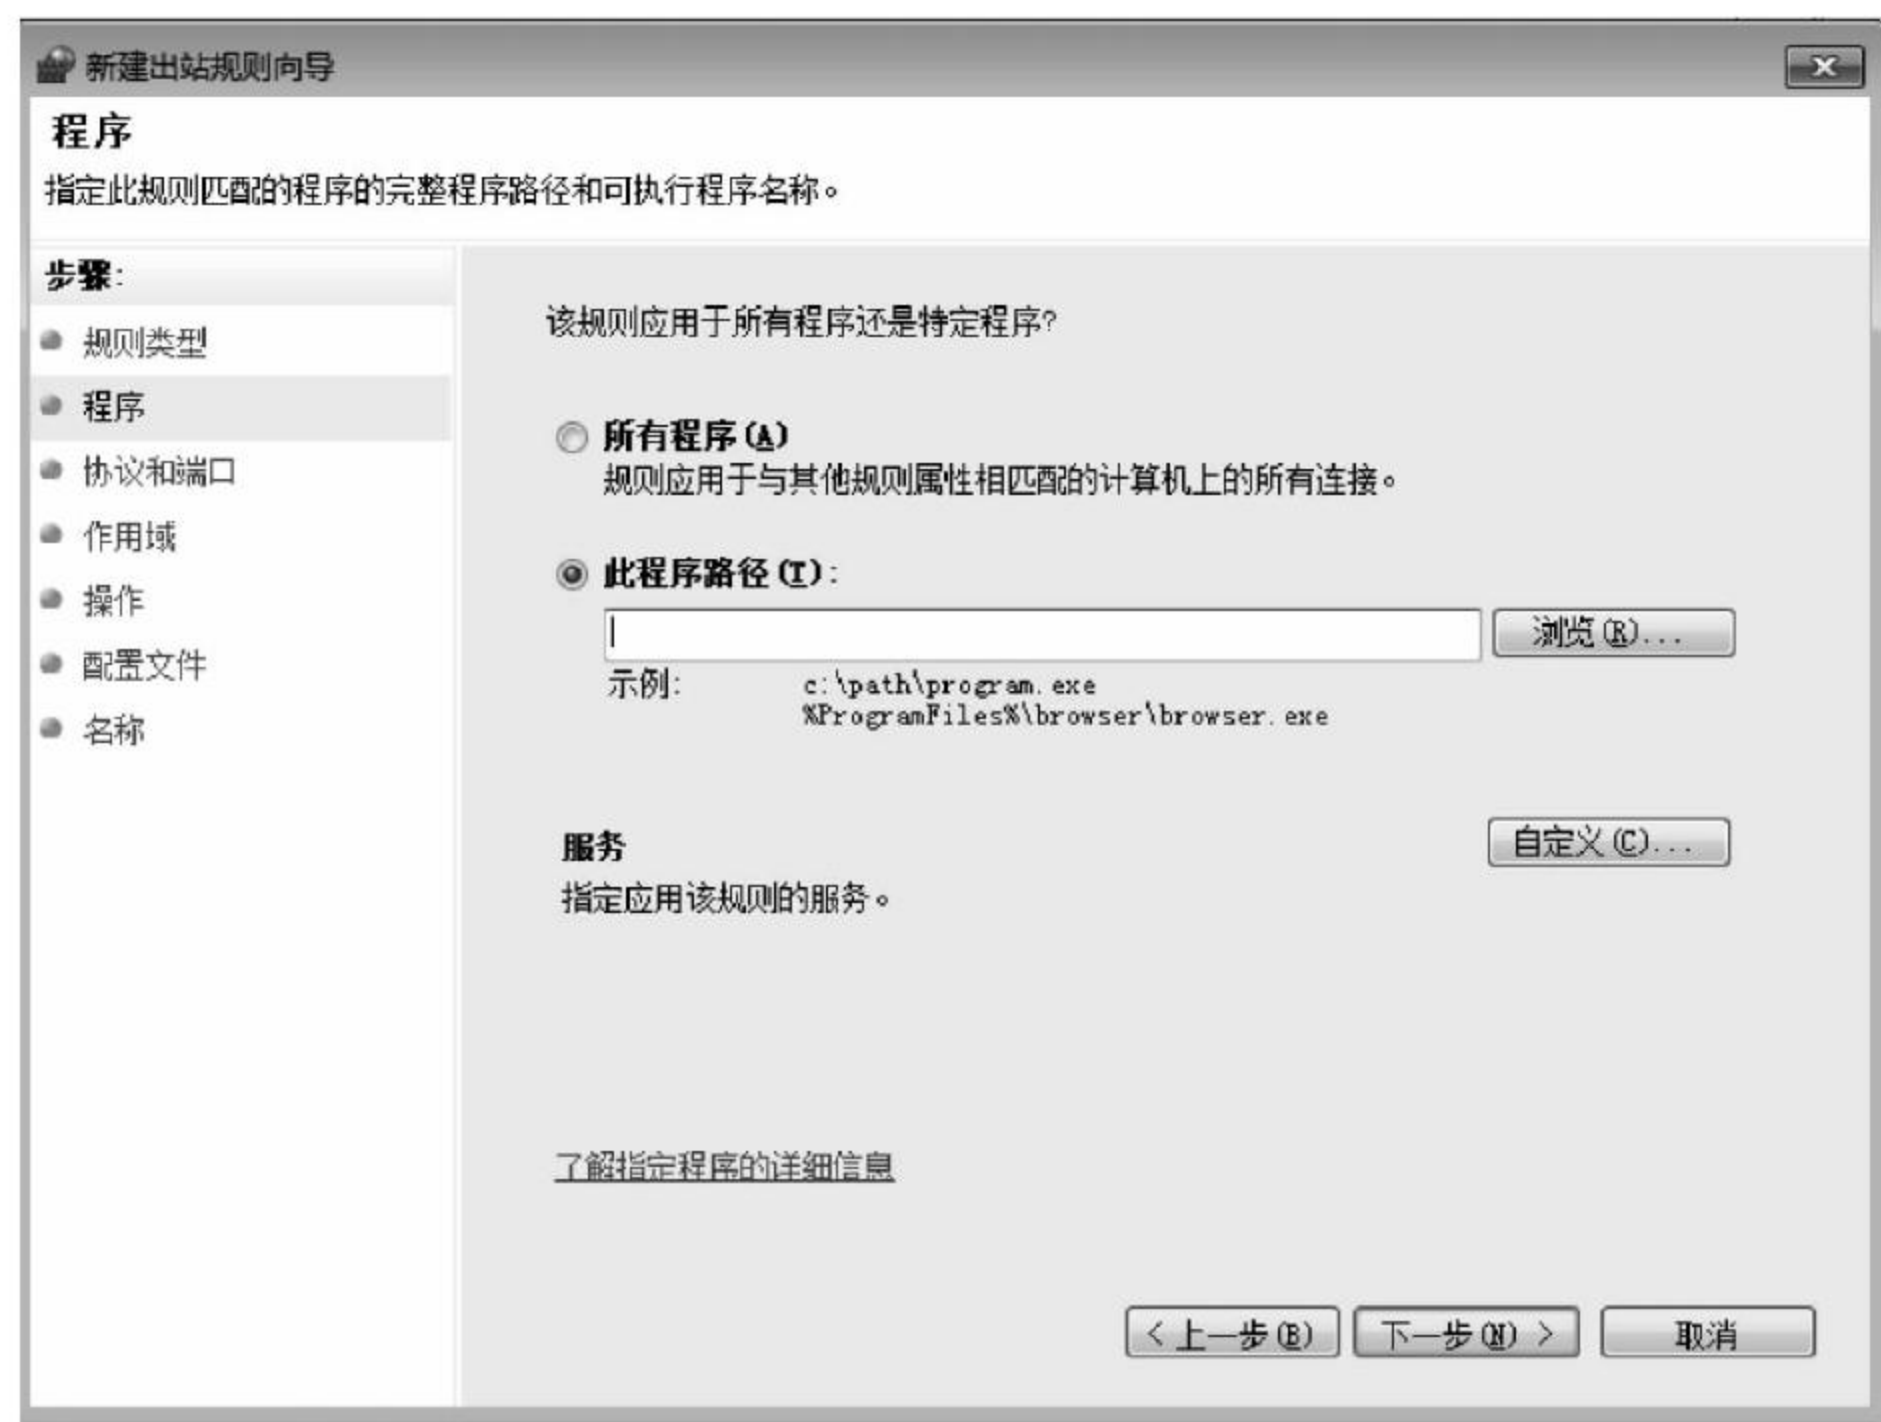 新建出站规则向导
程序
指定此规则匹配的程序的完整程序路径和可执行程序名称。
步骤:
规则类型
程序
协议和端口
作用域
操作
配置文件
名称
该规则应用于所有程序还是特定程序?
所有程序(A)
规则应用于与其他规则属性相匹配的计算机上的所有连接。
此程序路径(T):
浏览(R)...
示例: c:\path\program.exe
%ProgramFiles%\browser\browser.exe
服务
自定义(C)...
指定应用该规则的服务。
了解指定程序的详细信息
<上一步(B) 下一步(N)> 取消